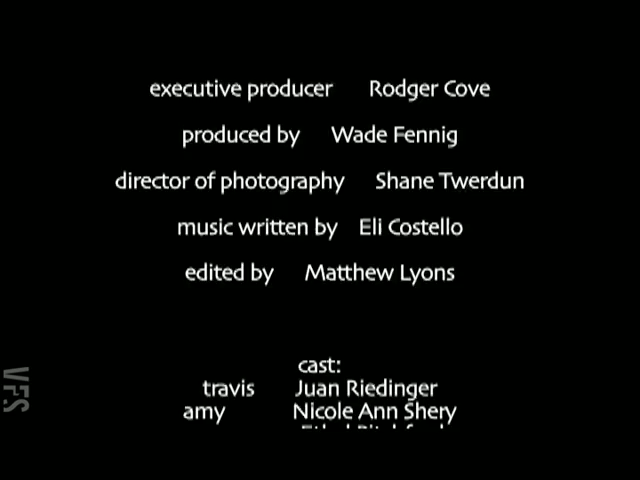 executive producer Rodger Cove
produced by Wade Fennig
director of photography Shane Twerdun
music written by Eli Costello
edited by Matthew Lyons
cast:
travis Juan Riedinger
amy Nicole Ann Shery
VFS